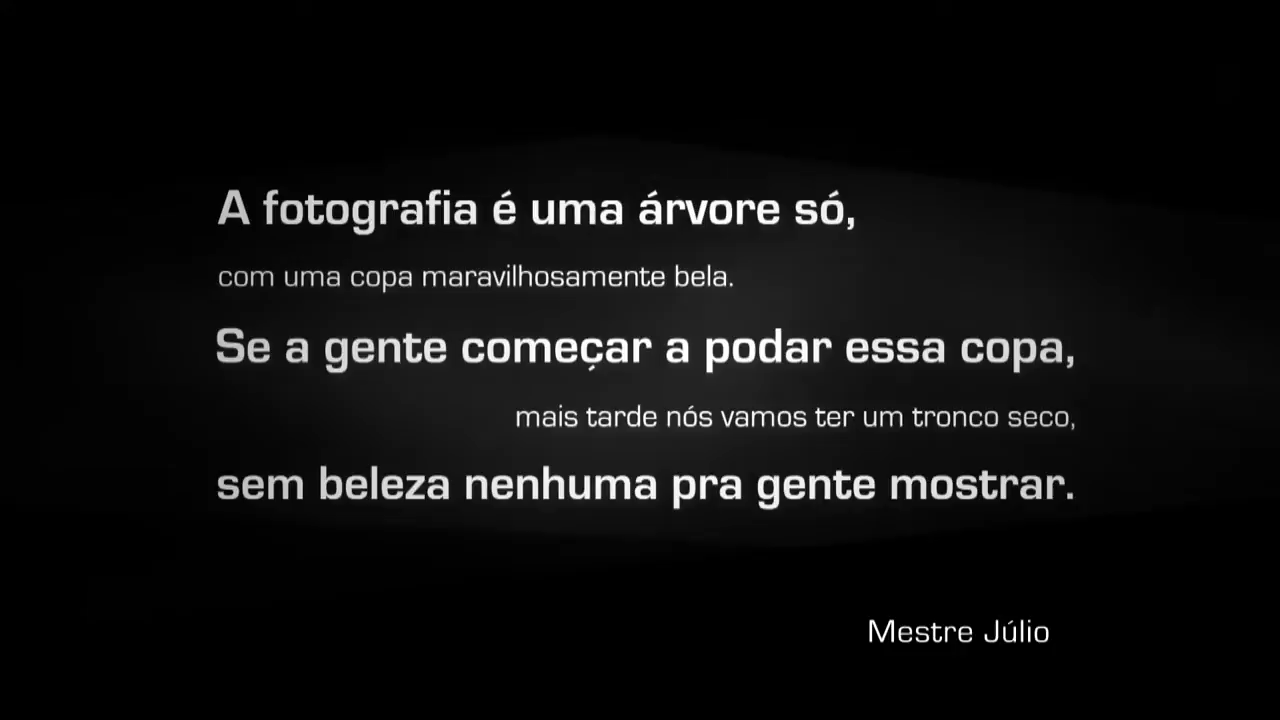 A fotografia é uma árvore só,
com uma copa maravilhosamente bela.
Se a gente começar a podar essa copa,
mais tarde nós vamos ter um tronco seco,
sem beleza nenhuma pra gente mostrar.
Mestre Júlio